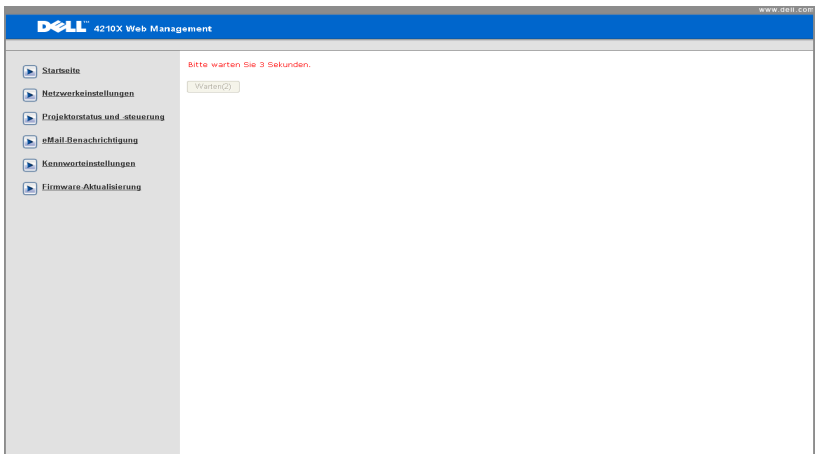 www.dell.com
DELL™ 4210X Web Management
Startseite
Netzwerkeinstellungen
Projektorstatus und -steuerung
eMail-Benachrichtigung
Kennworteinstellungen
Firmware-Aktualisierung
Bitte warten Sie 3 Sekunden.
Warten(2)